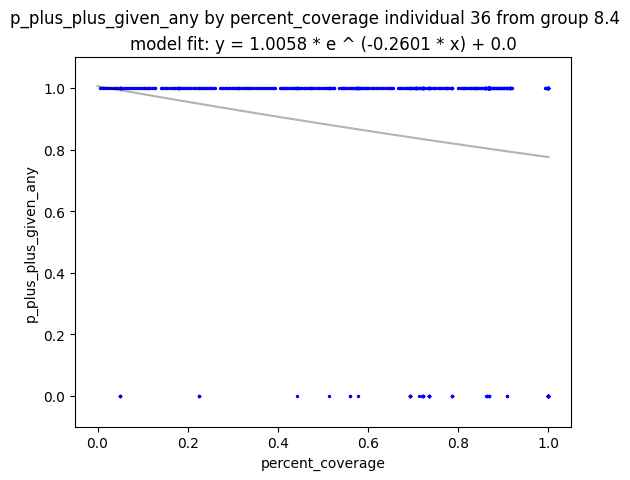 p_plus_plus_given_any by percent_coverage individual 36 from group 8.4
model fit: y = 1.0058 * e ^ (-0.2601 * x) + 0.0
1.0
0.8
0.6
0.4
0.2
0.0
p_plus_plus_given_any
0.0 0.2 0.4 0.6 0.8 1.0
percent_coverage